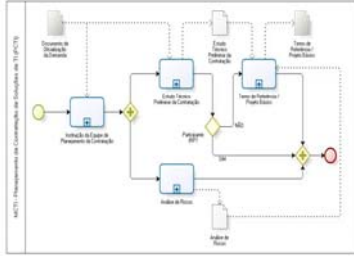 MCTI - Planejamento da Contratação de Soluções de TI (PCTI)
Documento de
Oficialização
da Demanda
Estudo
Técnico
Preliminar da
Contratação
Termo de
Referência /
Projeto Básico
Instituição da Equipe de
Planejamento da Contratação
Estudo Técnico
Preliminar da Contratação
Termo de Referência /
Projeto Básico
Participante
IRP?
NÃO
SIM
Análise de Riscos
Análise de
Riscos